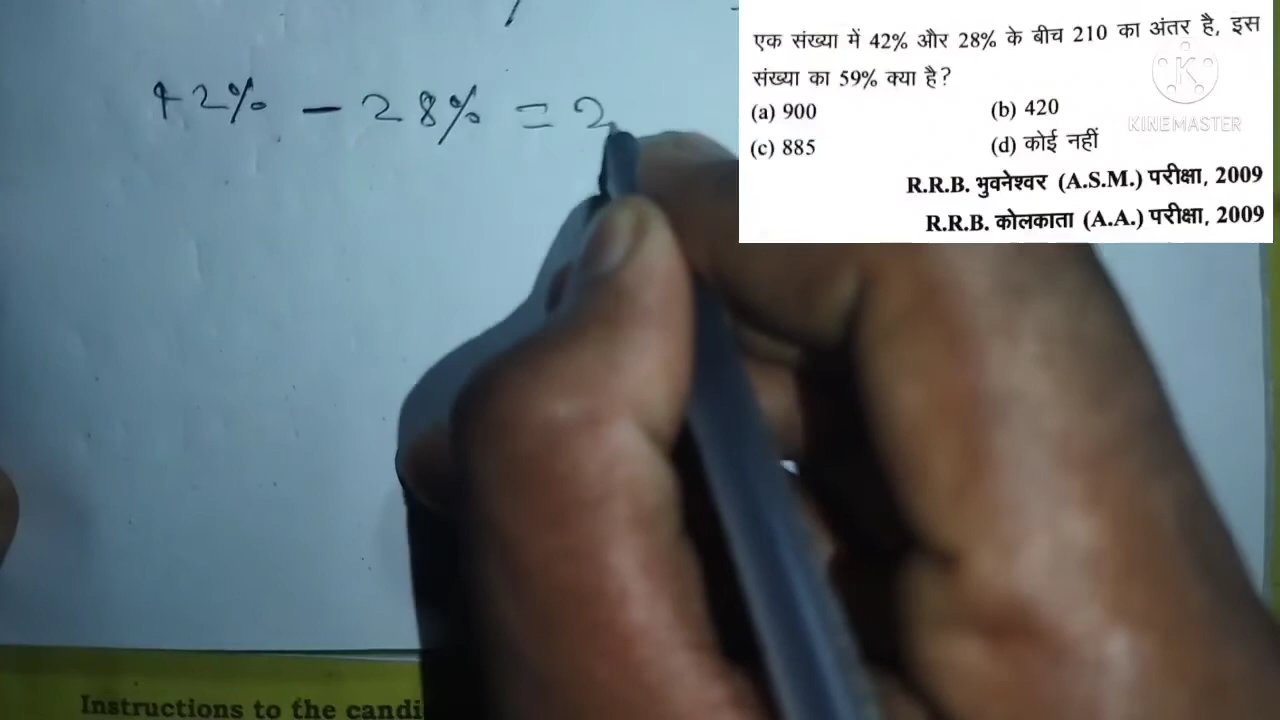 42% - 28% = 2
एक संख्या में 42% और 28% के बीच 210 का अंतर है, इस
संख्या का 59% क्या है?
(a) 900 (b) 420
(c) 885 (d) कोई नहीं
R.R.B. भुवनेश्वर (A.S.M.) परीक्षा, 2009
R.R.B. कोलकाता (A.A.) परीक्षा, 2009
KINEMASTER
Instructions to the candi